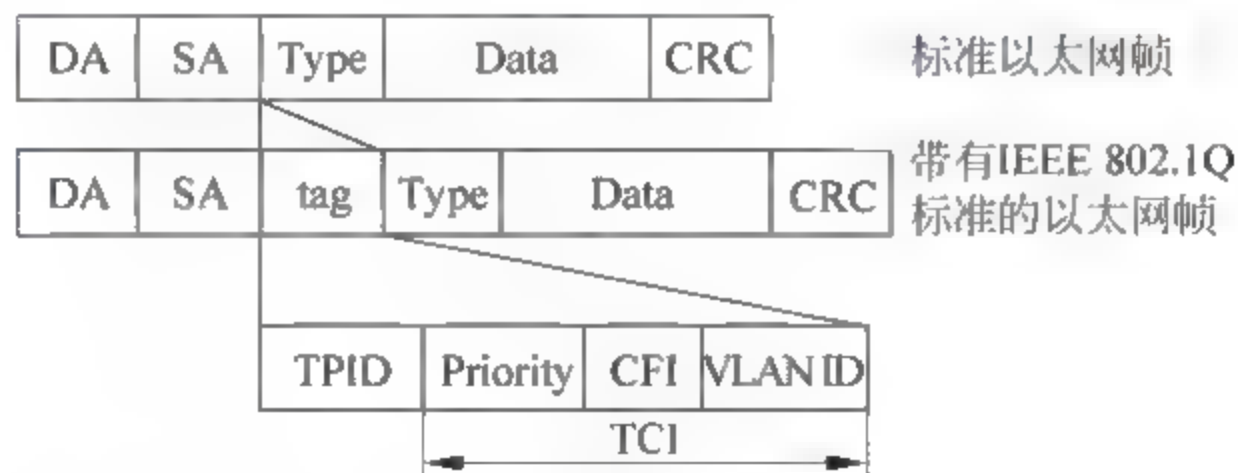 DA SA Type Data CRC 标准以太网帧
DA SA tag Type Data CRC 带有IEEE 802.1Q
标准的以太网帧
TPID Priority CFI VLAN ID
TCI